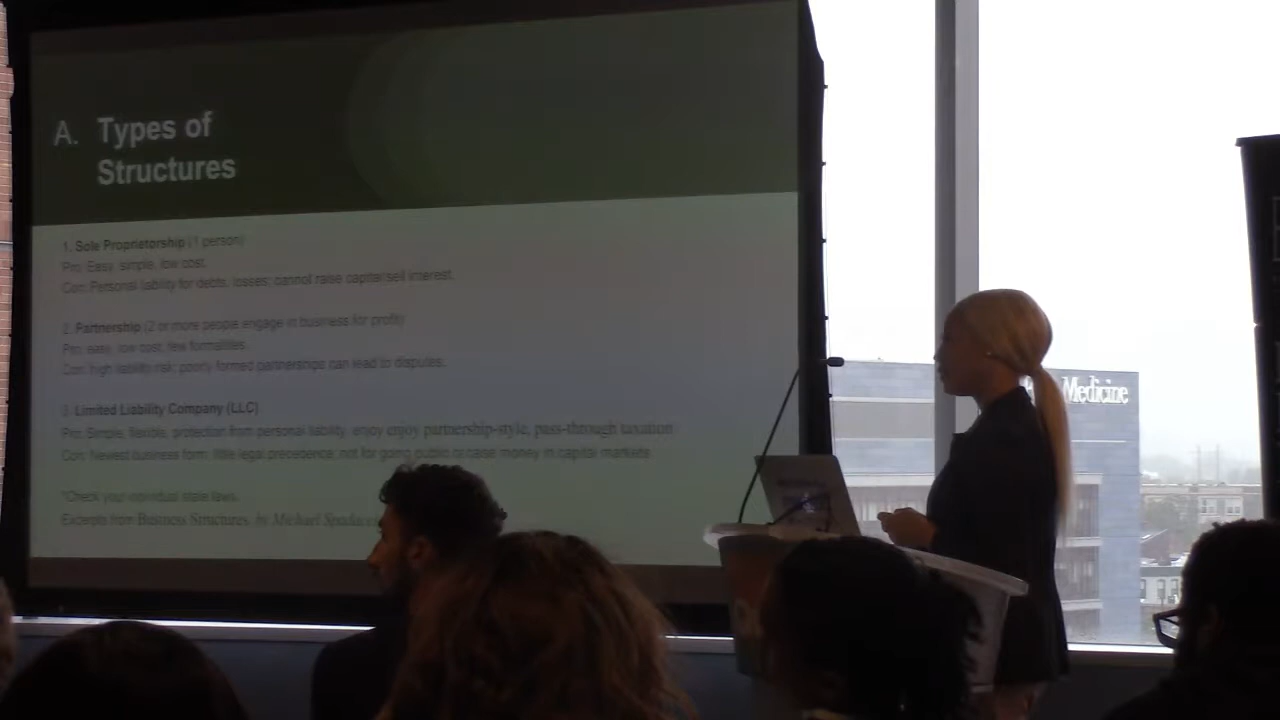 A. Types of
Structures
1. Sole Proprietorship (1 person)
Pro: Easy, simple, low cost.
Con: Personal liability for debts, losses; cannot raise capital/sell interest.
2. Partnership (2 or more people engage in business for profit)
Pro: easy, low cost, few formalities.
Con: high liability risk; poorly formed partnerships can lead to disputes.
3. Limited Liability Company (LLC)
Pro: Simple, flexible, protection from personal liability, enjoy enjoy partnership-style, pass-through taxation
Con: Newest business form; little legal precedence; not for going public or raise money in capital markets
*Check your individual state laws.
Excerpts from Business Structures, by Michael
Medicine